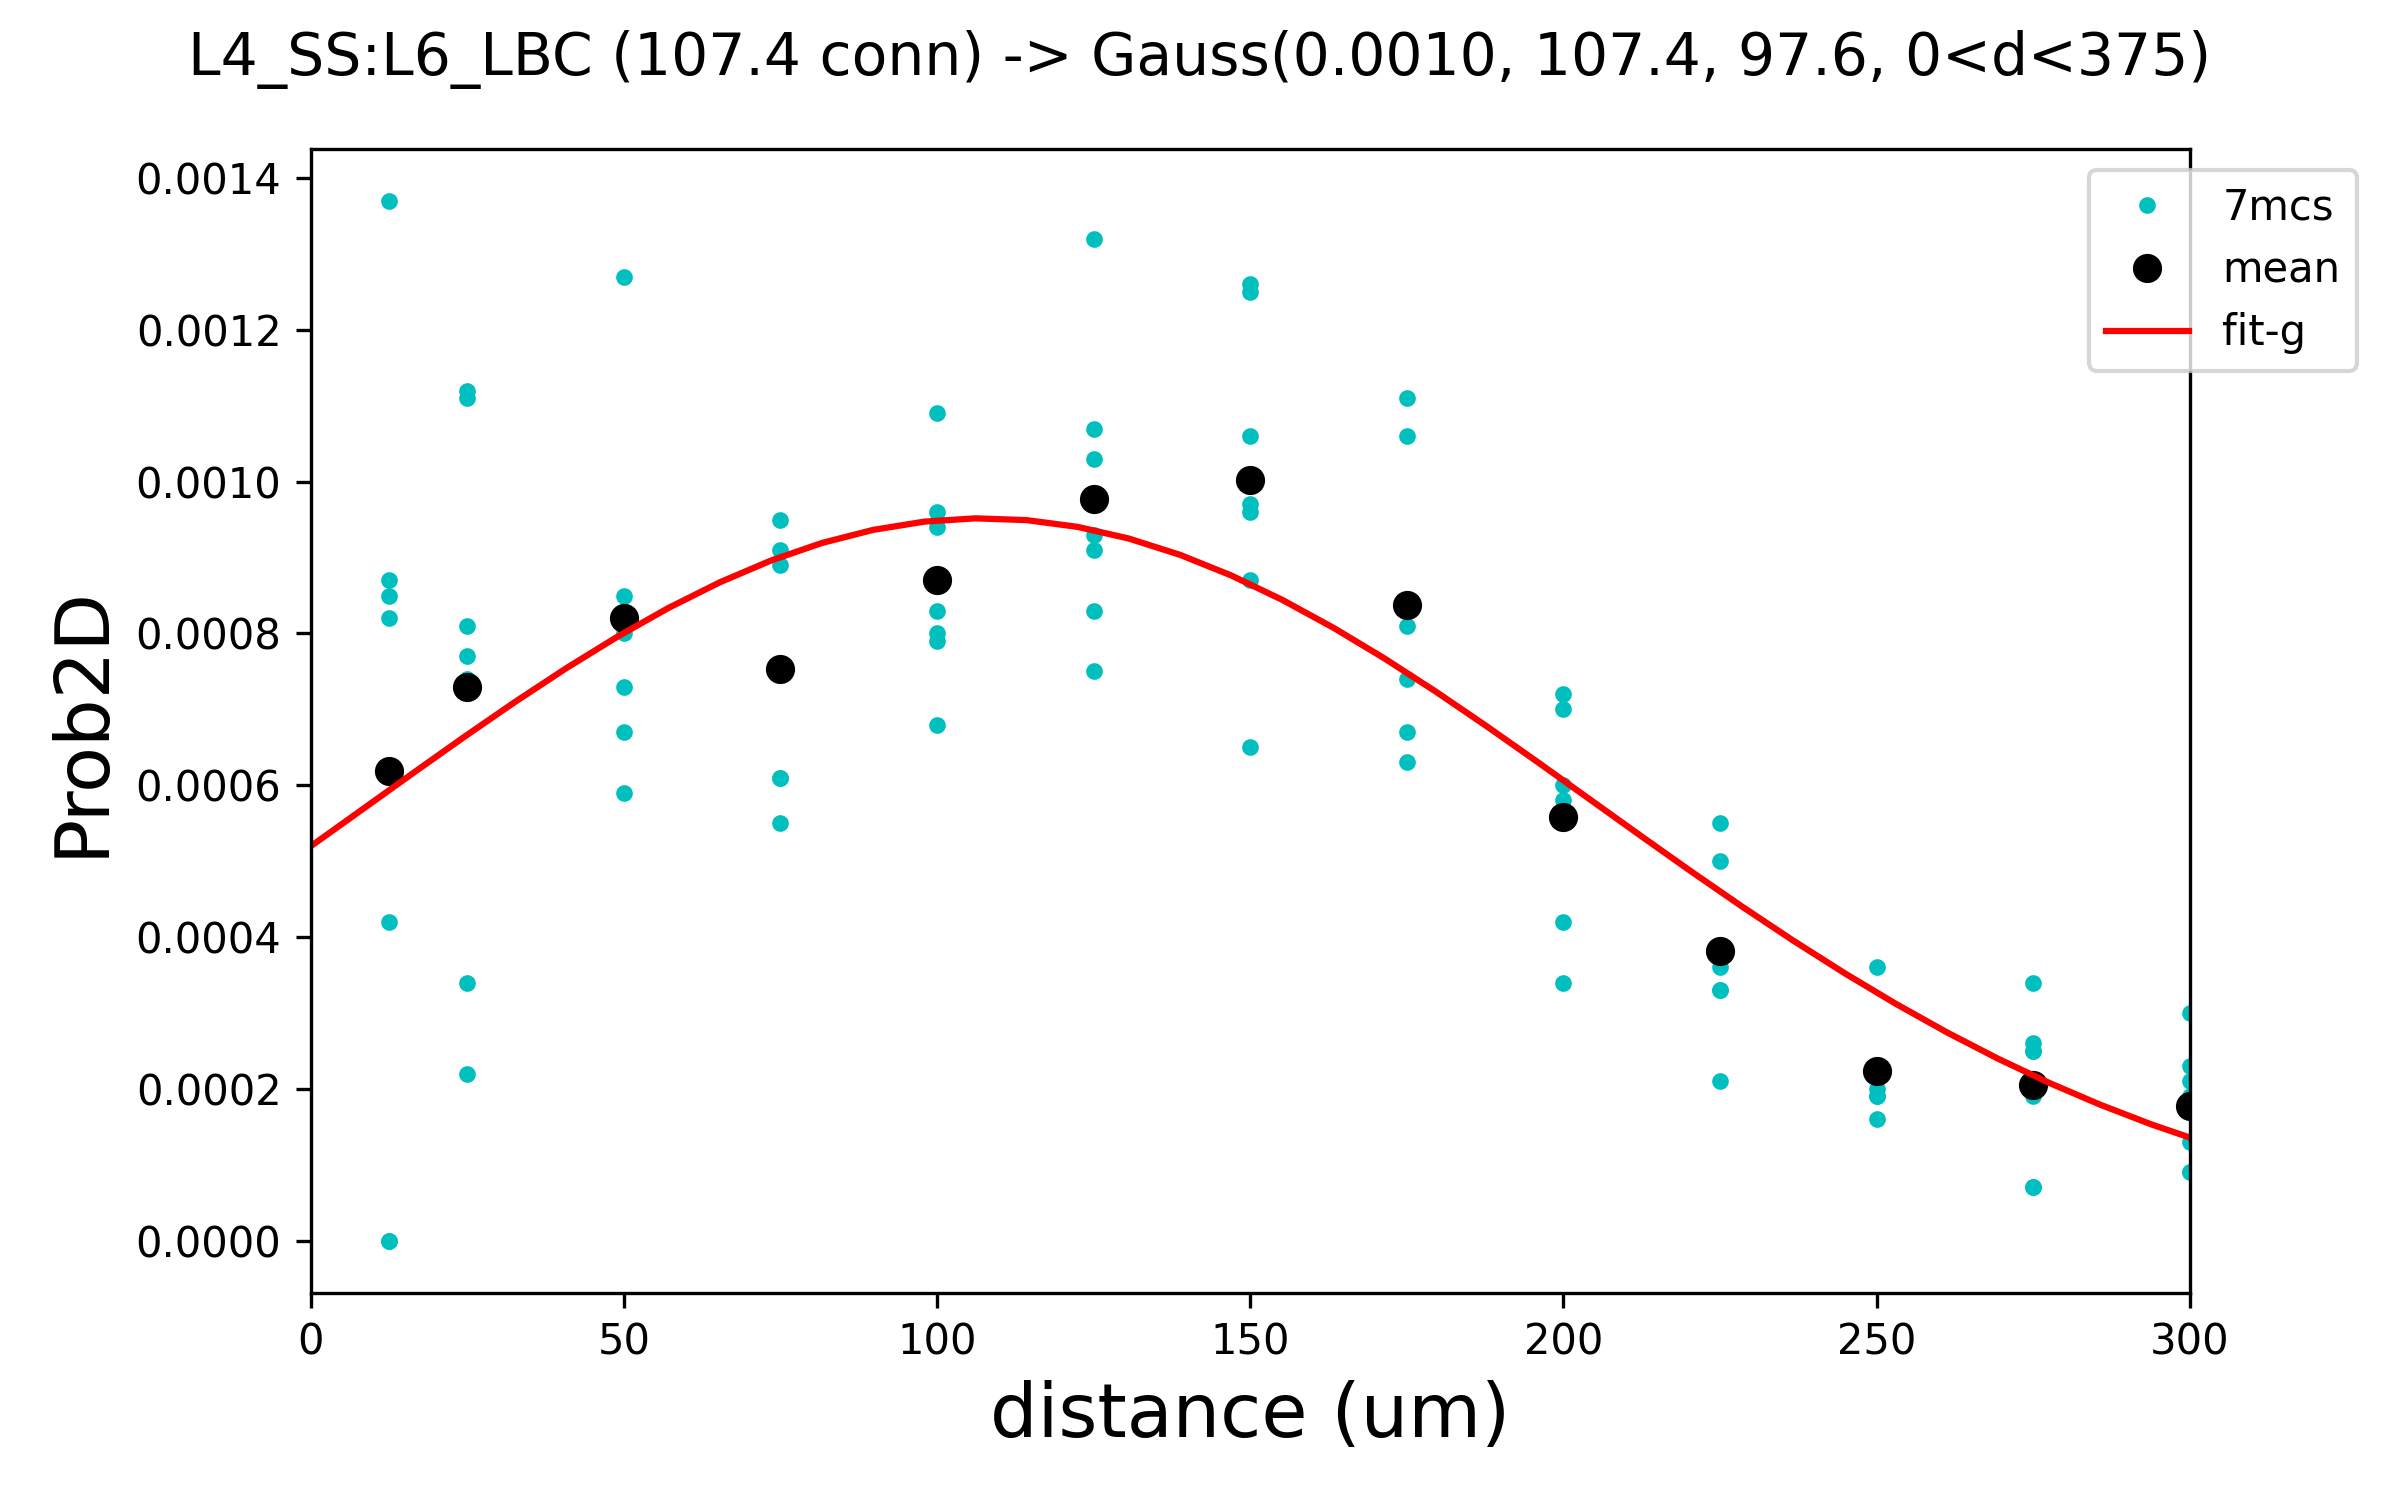 L4_SS:L6_LBC (107.4 conn) -> Gauss(0.0010, 107.4, 97.6, 0<d<375)
7mcs
mean
fit-g
Prob2D
0.0014
0.0012
0.0010
0.0008
0.0006
0.0004
0.0002
0.0000
0 50 100 150 200 250 300
distance (um)